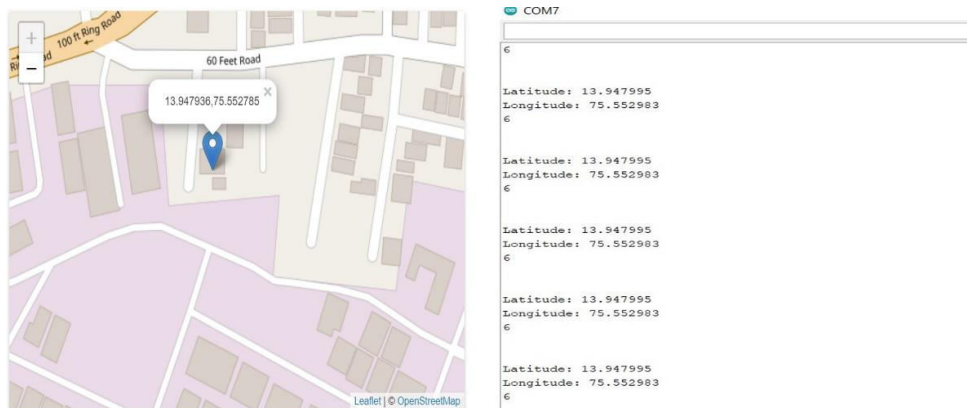 +
−
100 ft Ring Road
60 Feet Road
13.947936,75.552785
×
Leaflet | © OpenStreetMap
COM7
6
Latitude: 13.947995
Longitude: 75.552983
6
Latitude: 13.947995
Longitude: 75.552983
6
Latitude: 13.947995
Longitude: 75.552983
6
Latitude: 13.947995
Longitude: 75.552983
6
Latitude: 13.947995
Longitude: 75.552983
6